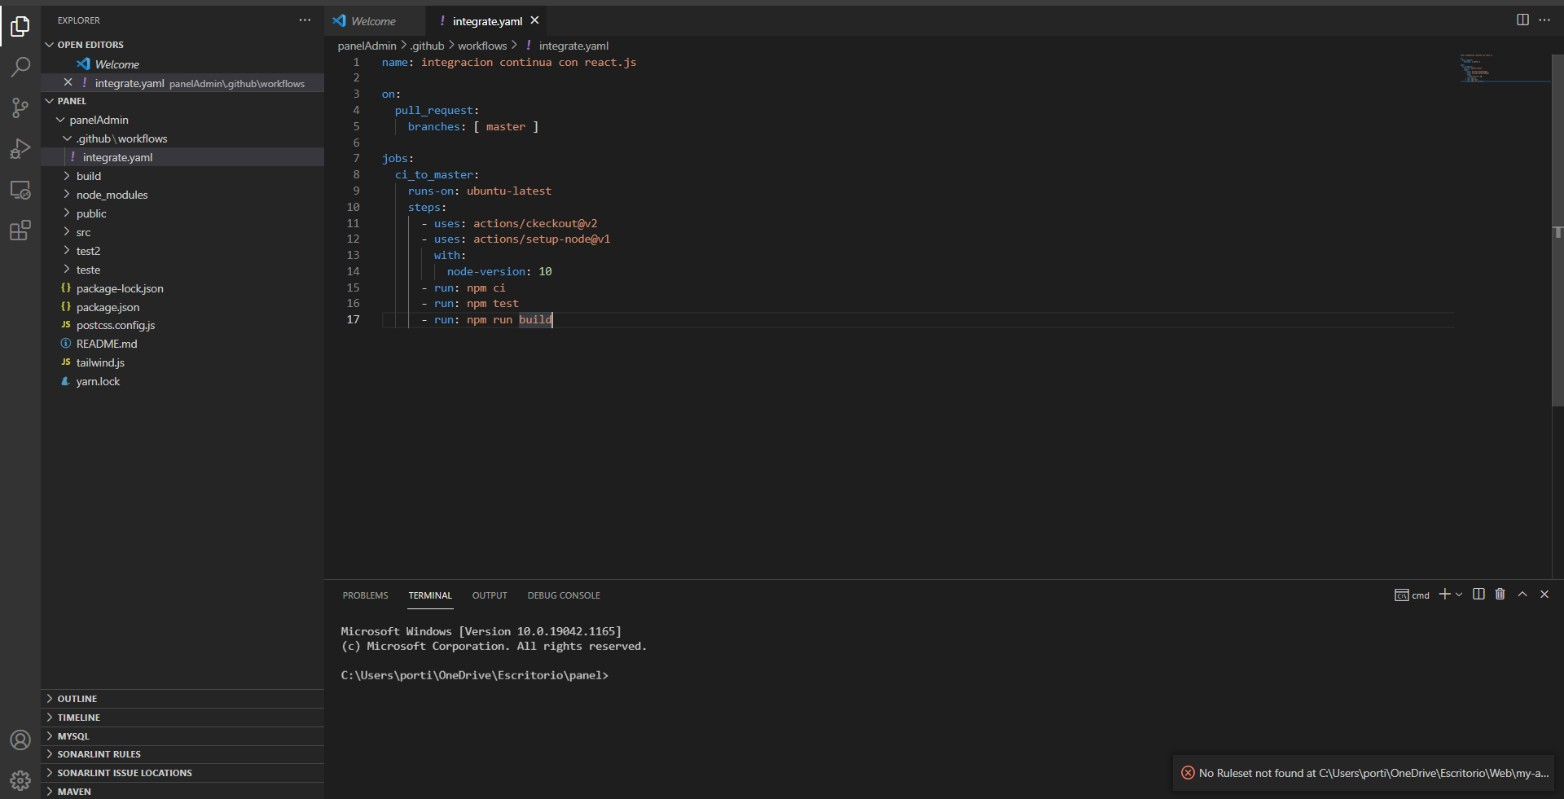 EXPLORER
OPEN EDITORS
Welcome
integrate.yaml panelAdmin\.github\workflows
PANEL
panelAdmin
.github\workflows
integrate.yaml
build
node_modules
public
src
test2
teste
package-lock.json
package.json
postcss.config.js
README.md
tailwind.js
yarn.lock
OUTLINE
TIMELINE
MYSQL
SONARLINT RULES
SONARLINT ISSUE LOCATIONS
MAVEN
Welcome
integrate.yaml
panelAdmin > .github > workflows > ! integrate.yaml
1 name: integracion continua con react.js
2
3 on:
4 pull_request:
5 branches: [ master ]
6
7 jobs:
8 ci_to_master:
9 runs-on: ubuntu-latest
10 steps:
11 - uses: actions/ckeckout@v2
12 - uses: actions/setup-node@v1
13 with:
14 node-version: 10
15 - run: npm ci
16 - run: npm test
17 - run: npm run build
PROBLEMS TERMINAL OUTPUT DEBUG CONSOLE
cmd
Microsoft Windows [Version 10.0.19042.1165]
(c) Microsoft Corporation. All rights reserved.
C:\Users\porti\OneDrive\Escritorio\panel>
No Ruleset not found at C:\Users\porti\OneDrive\Escritorio\Web\my-a...